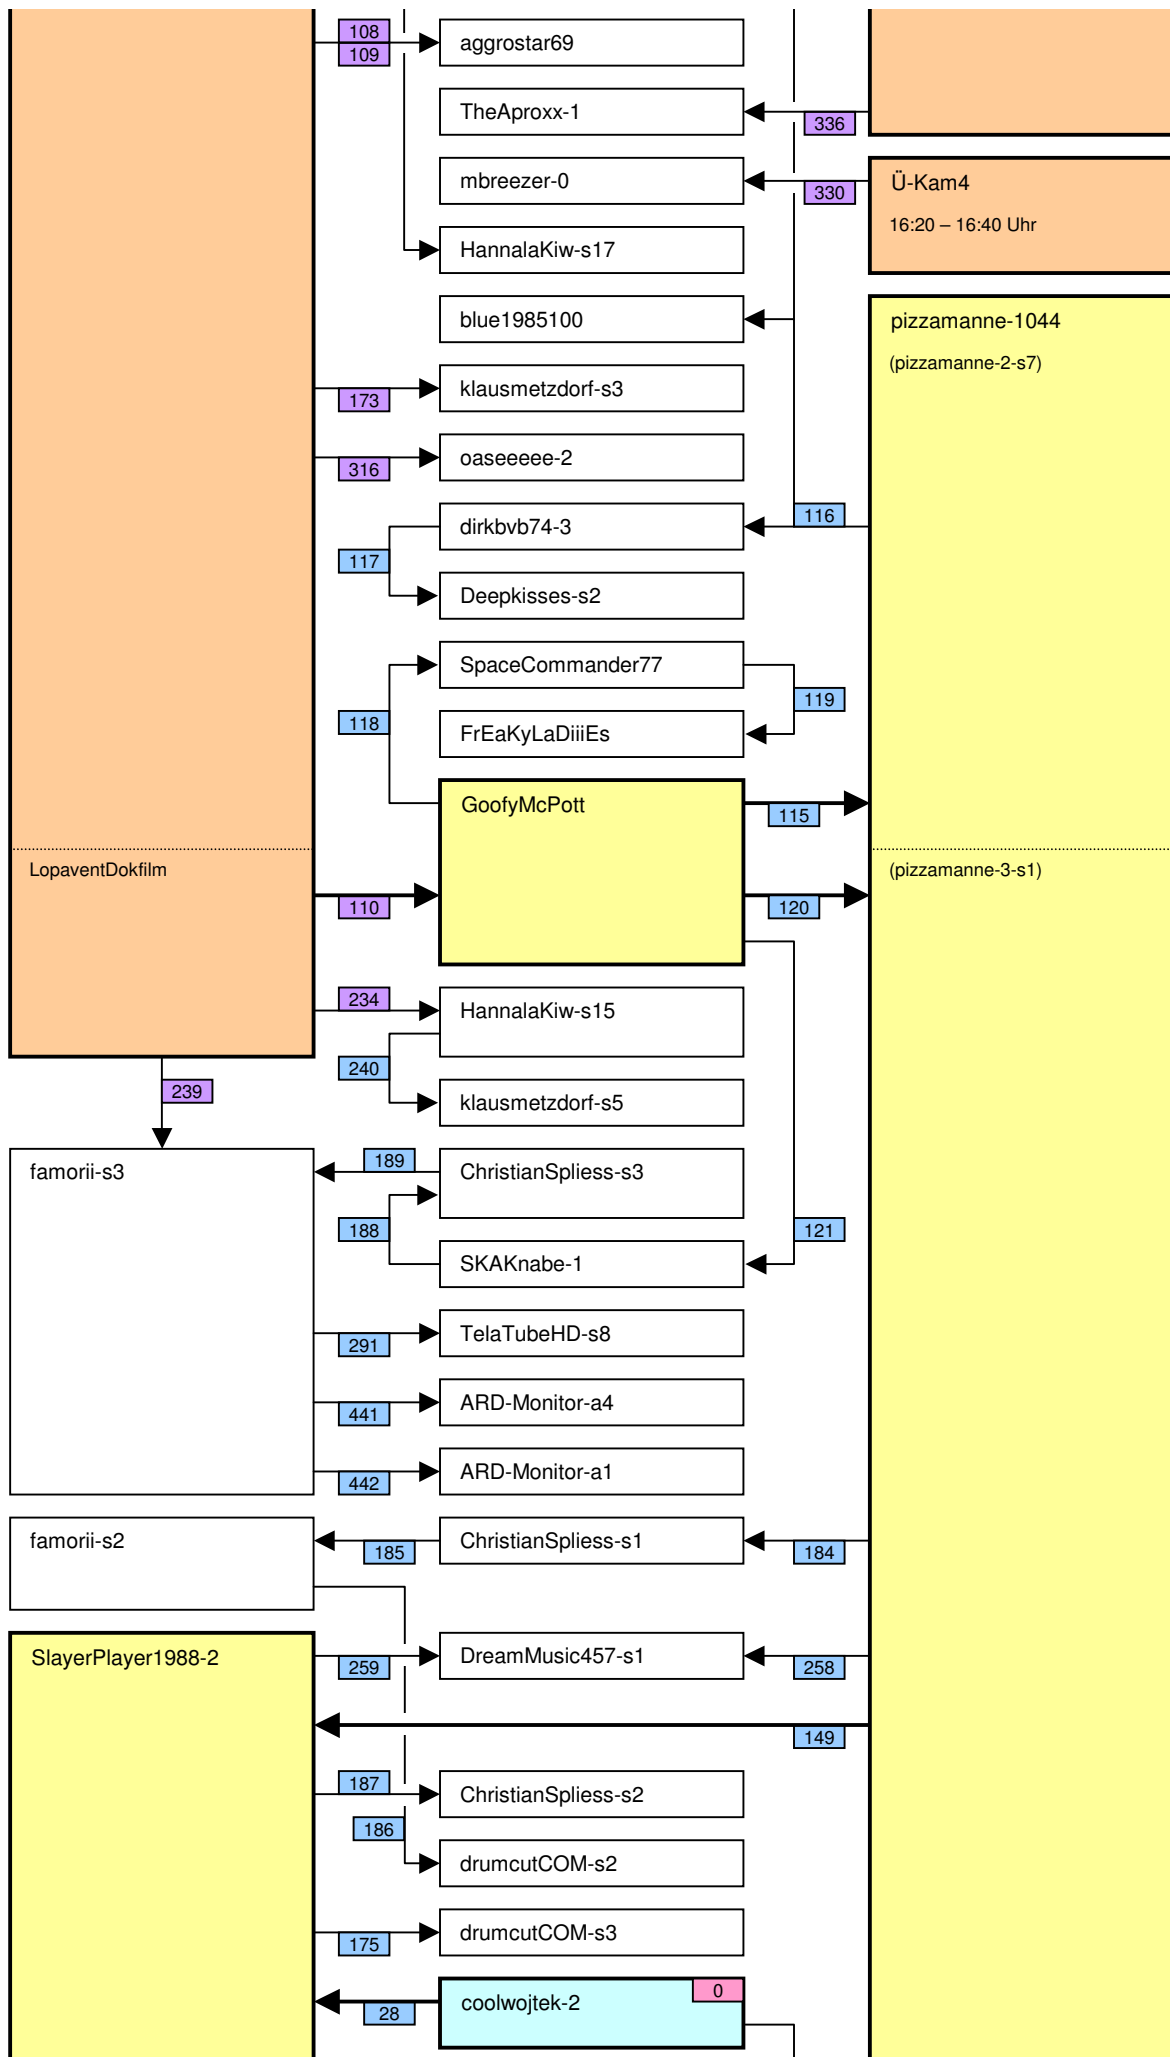 108
109
aggrostar69
TheAproxx-1
336
mbreezer-0
330
Ü-Kam4
16:20 – 16:40 Uhr
HannalaKiw-s17
blue1985100
pizzamanne-1044
(pizzamanne-2-s7)
173
klausmetzdorf-s3
316
oaseeeee-2
dirkbvb74-3
116
117
Deepkisses-s2
SpaceCommander77
119
118
FrEaKyLaDiiiEs
GoofyMcPott
115
LopaventDokfilm
(pizzamanne-3-s1)
110
120
234
HannalaKiw-s15
240
239
klausmetzdorf-s5
famorii-s3
189
ChristianSpliess-s3
188
121
SKAKnabe-1
291
TelaTubeHD-s8
441
ARD-Monitor-a4
442
ARD-Monitor-a1
famorii-s2
185
ChristianSpliess-s1
184
SlayerPlayer1988-2
259
DreamMusic457-s1
258
149
187
ChristianSpliess-s2
186
drumcutCOM-s2
175
drumcutCOM-s3
0
coolwojtek-2
28